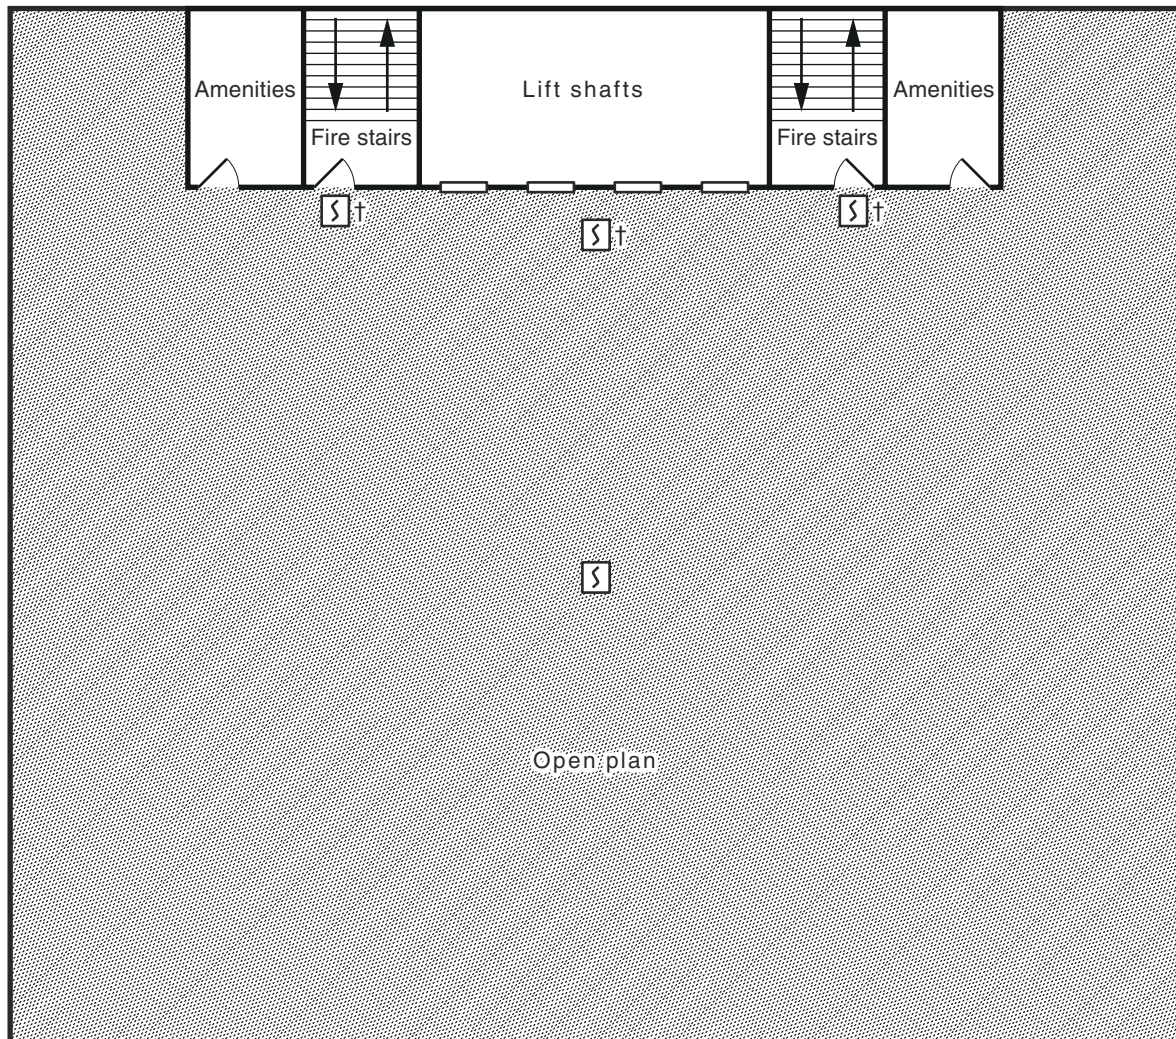 Amenities
Fire stairs
Lift shafts
Fire stairs
Amenities
†
†
†
Open plan